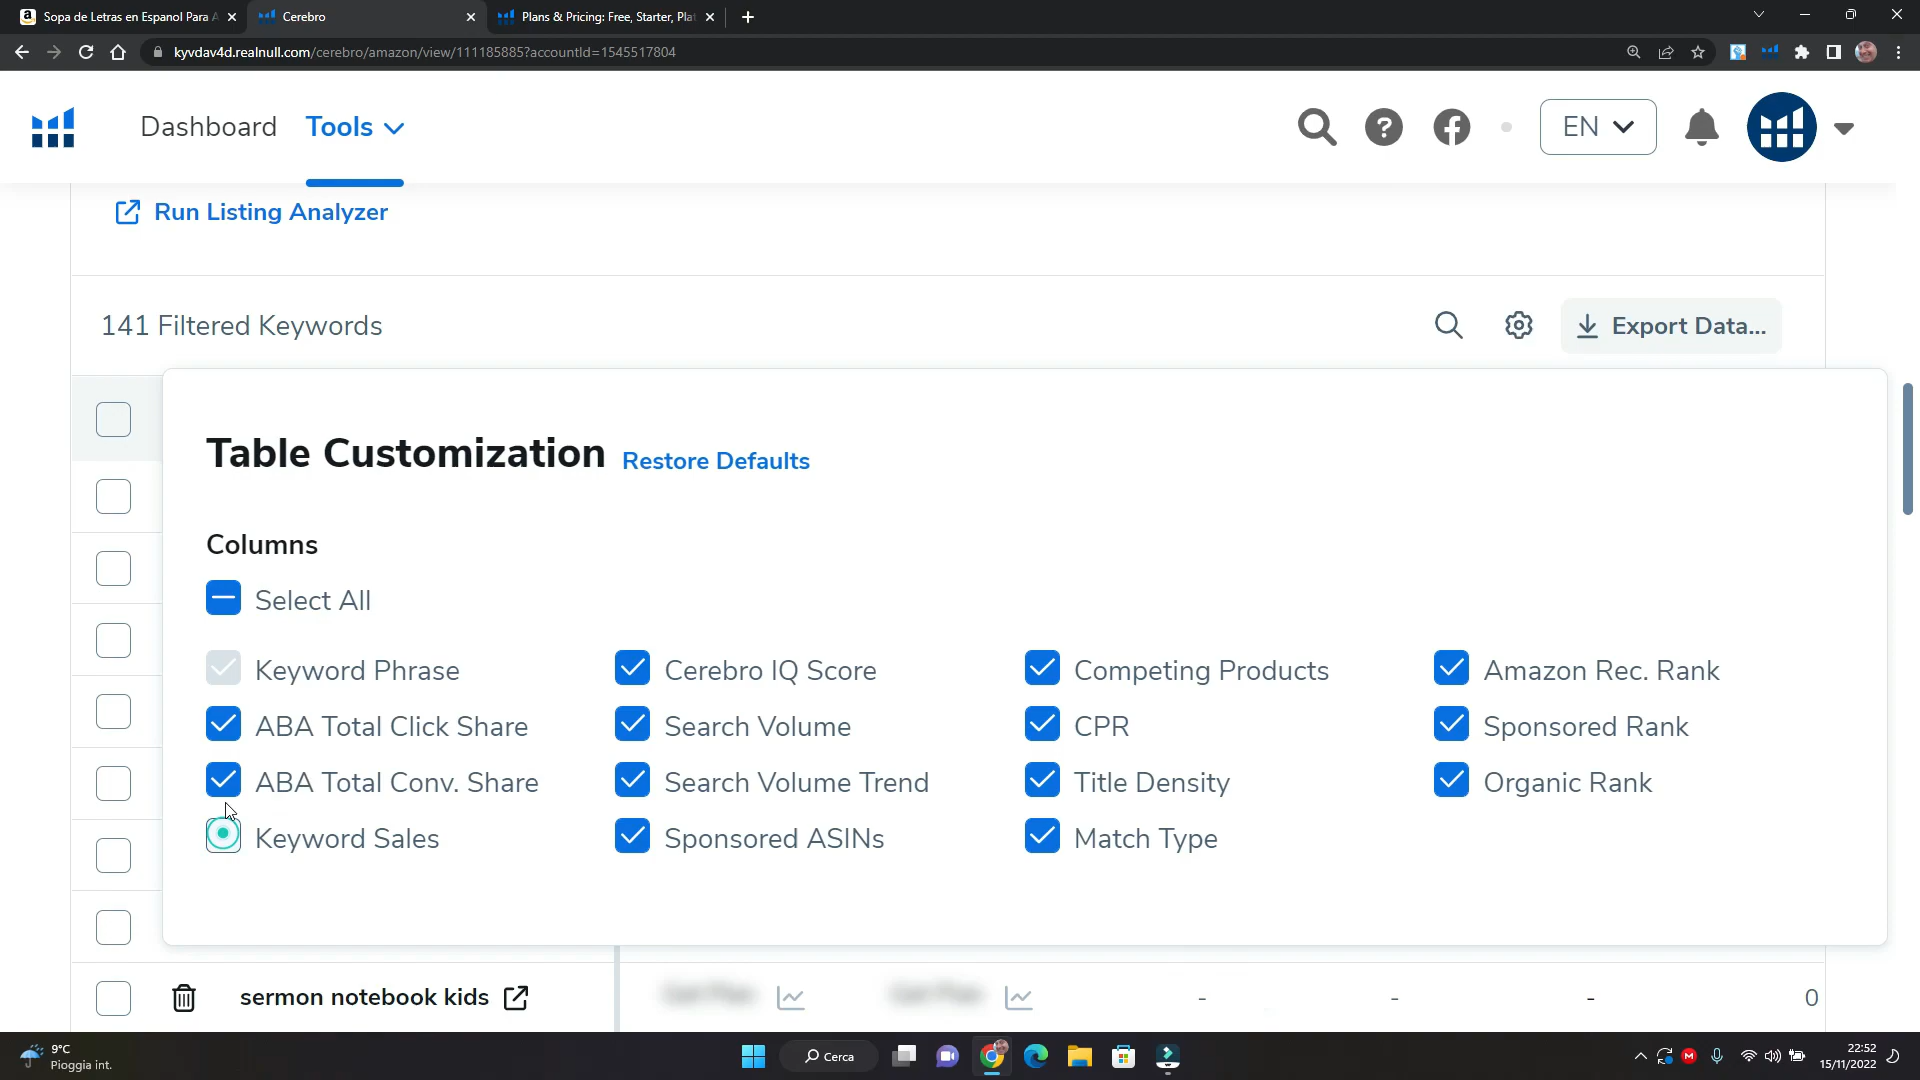 Sopa de Letras en Espanol Para A
Cerebro
Plans & Pricing: Free, Starter, Plat
kyvdav4d.realnull.com/cerebro/amazon/view/111185885?accountId=1545517804
Dashboard
Tools
EN
Run Listing Analyzer
141 Filtered Keywords
Export Data...
Table Customization
Restore Defaults
Columns
Select All
Keyword Phrase
Cerebro IQ Score
Competing Products
Amazon Rec. Rank
ABA Total Click Share
Search Volume
CPR
Sponsored Rank
ABA Total Conv. Share
Search Volume Trend
Title Density
Organic Rank
Keyword Sales
Sponsored ASINs
Match Type
sermon notebook kids
-
-
-
0
9°C
Pioggia int.
Cerca
22:52
15/11/2022